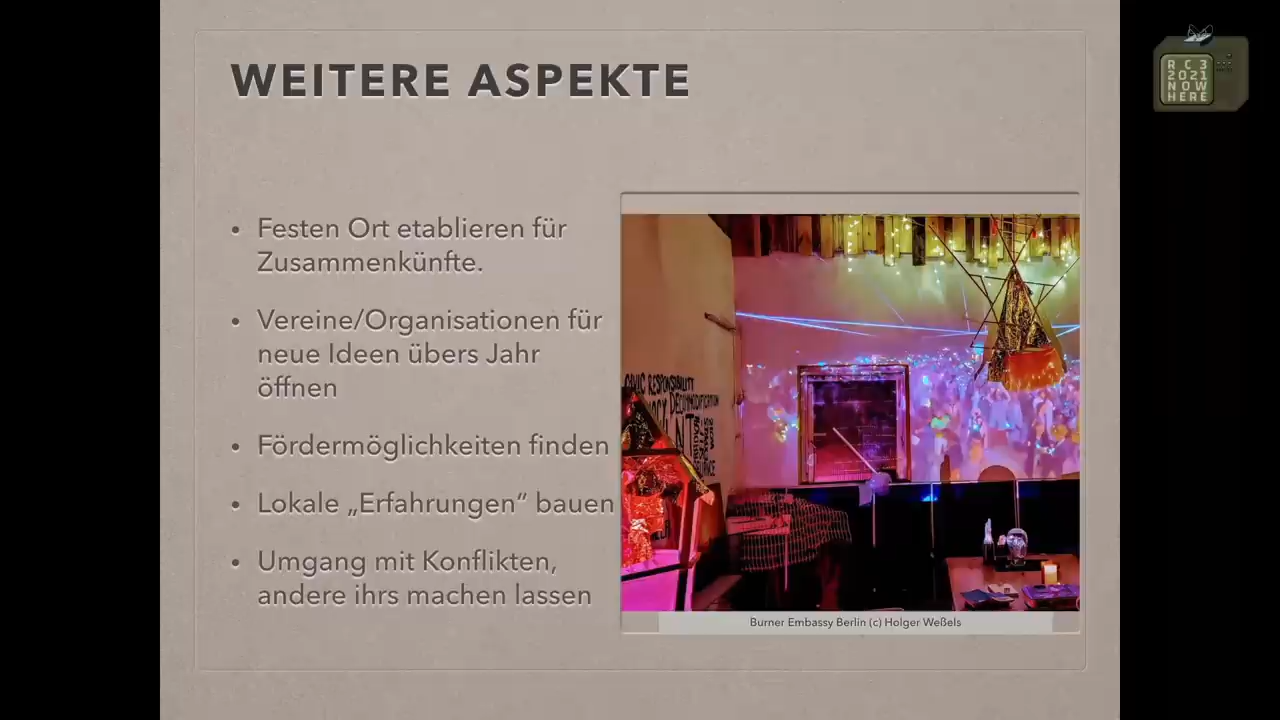 WEITERE ASPEKTE
• Festen Ort etablieren für
Zusammenkünfte.
• Vereine/Organisationen für
neue Ideen übers Jahr
öffnen
• Fördermöglichkeiten finden
• Lokale „Erfahrungen“ bauen
• Umgang mit Konflikten,
andere ihrs machen lassen
RESPONSIBILITY
Burner Embassy Berlin (c) Holger Weßels
RC3
2021
NOW
HERE